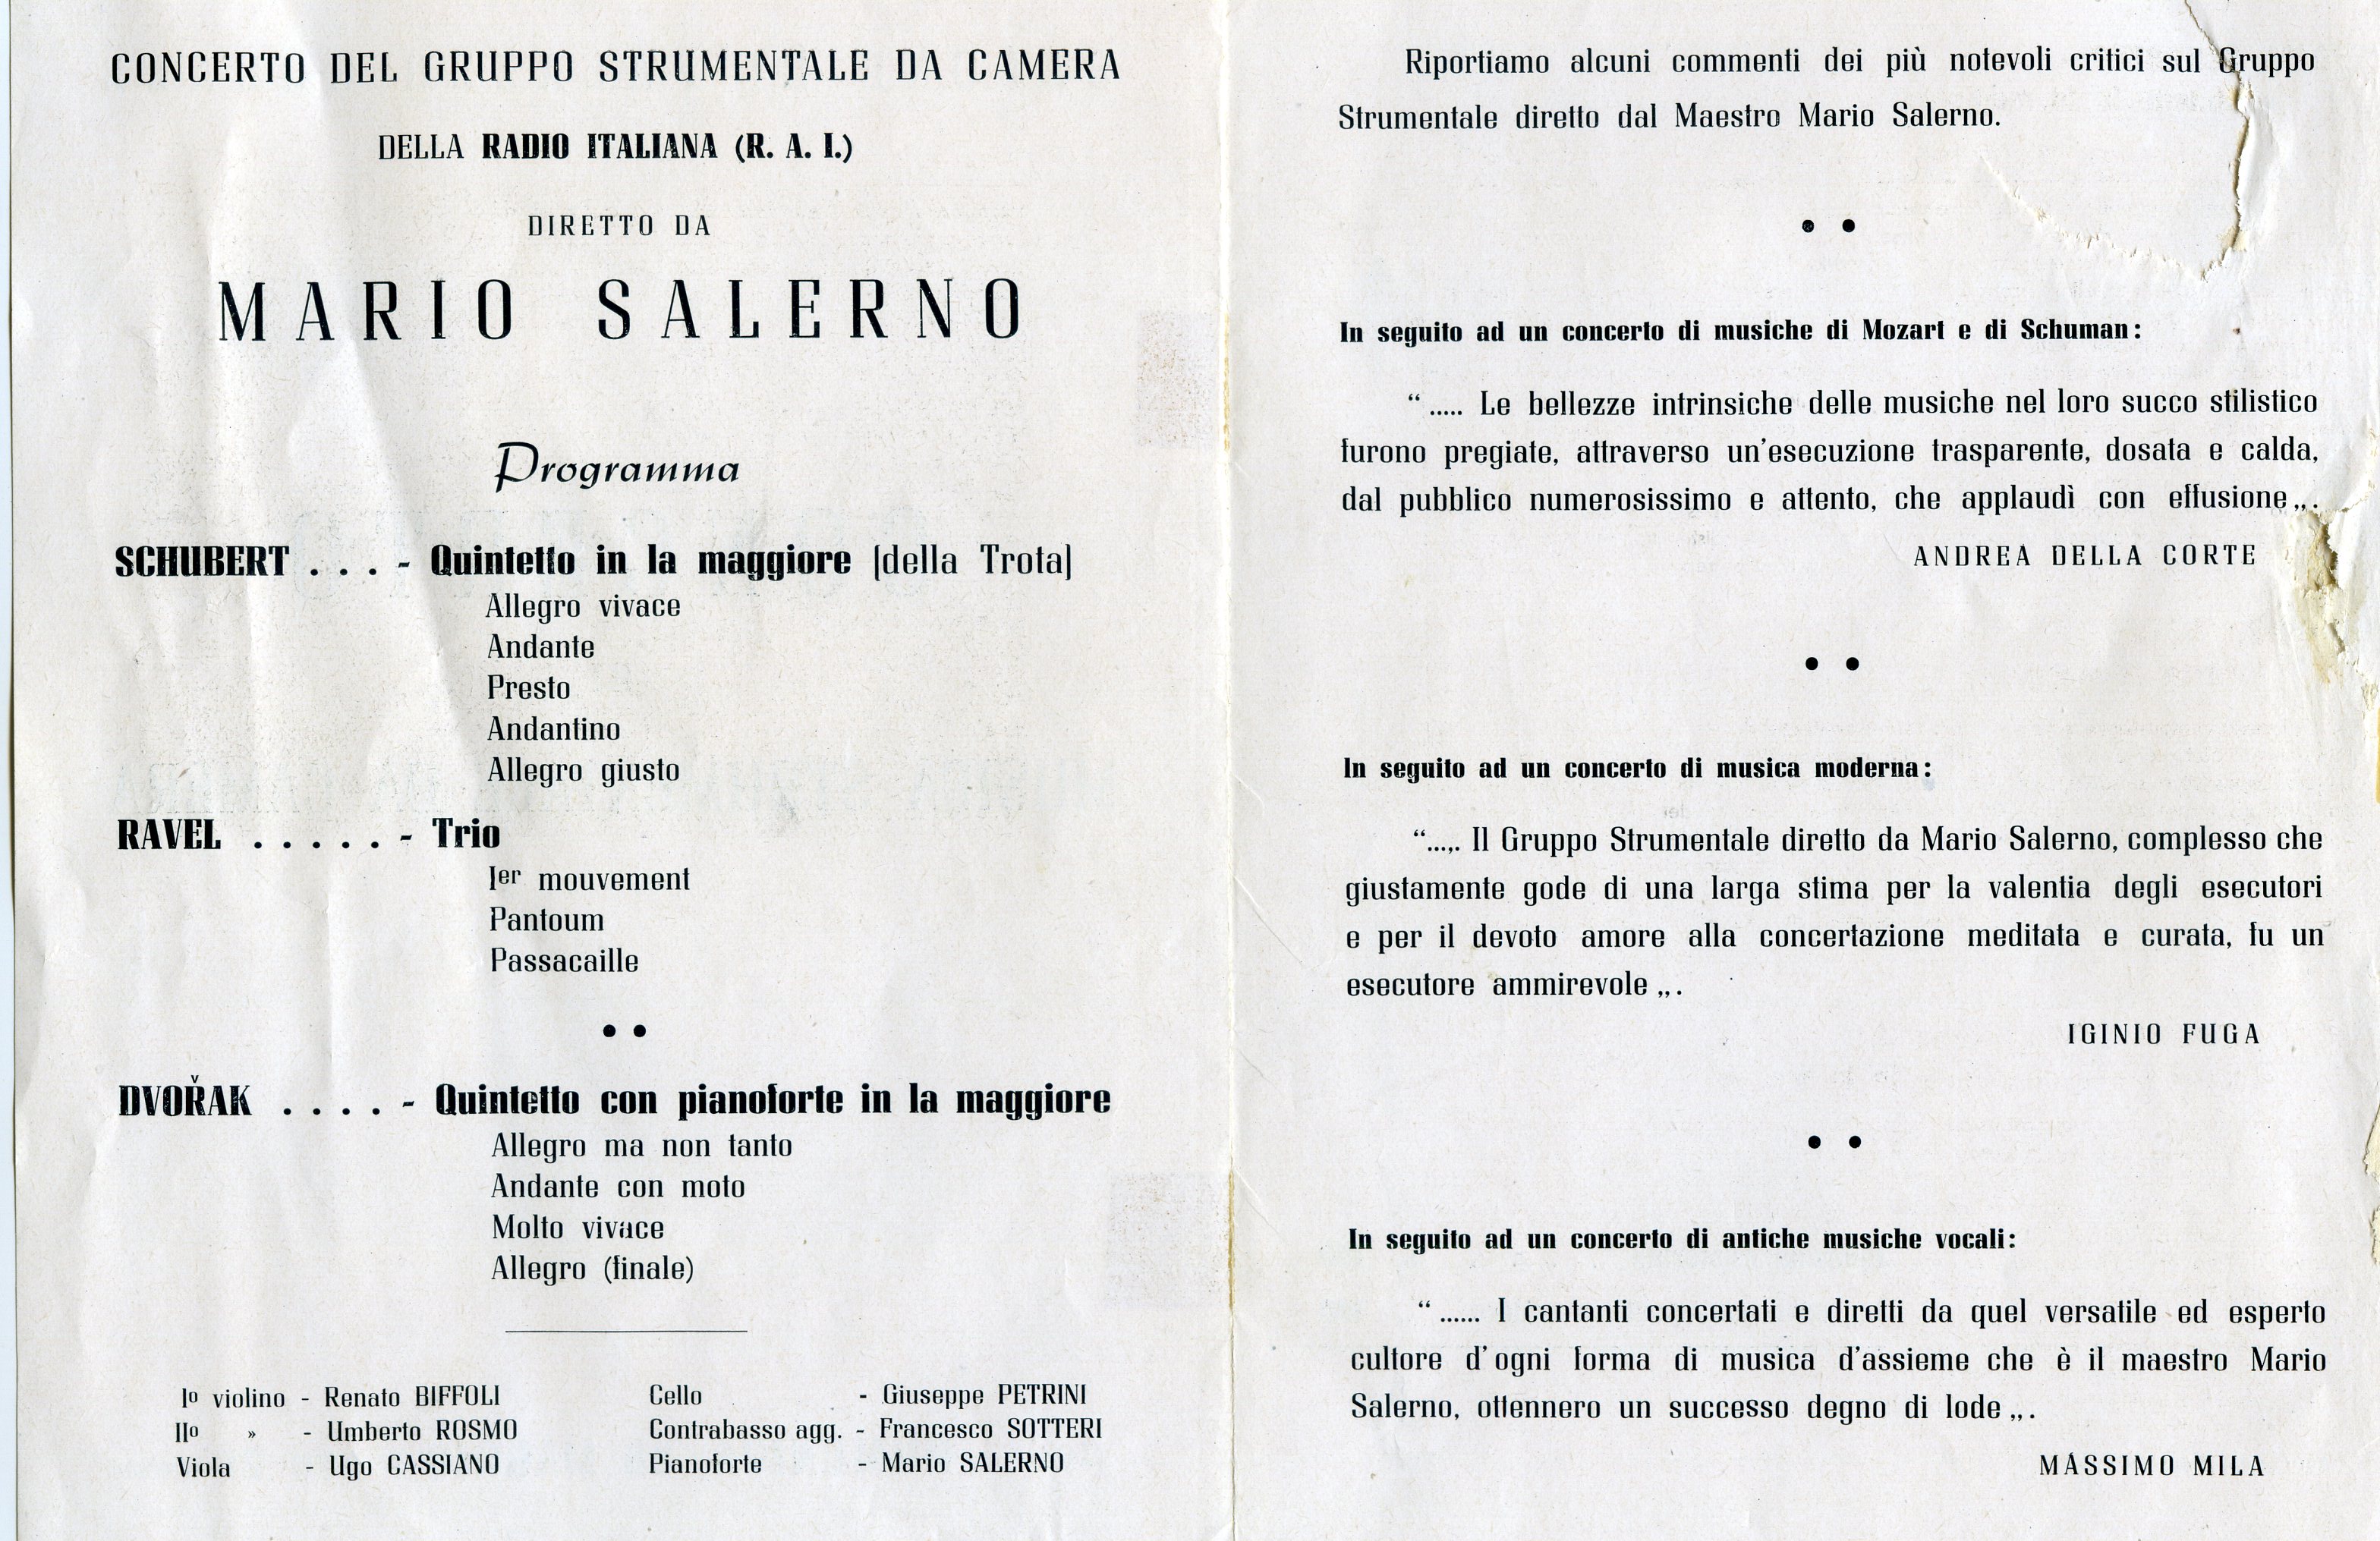 CONCERTO DEL GRUPPO STRUMENTALE DA CAMERA
DELLA RADIO ITALIANA (R. A. I.)
DIRETTO DA
MARIO SALERNO
Programma
SCHUBERT . . . - Quintetto in la maggiore (della Trota)
Allegro vivace
Andante
Presto
Andantino
Allegro giusto
RAVEL . . . . . - Trio
Ier mouvement
Pantoum
Passacaille
DVOŘAK . . . . - Quintetto con pianoforte in la maggiore
Allegro ma non tanto
Andante con moto
Molto vivace
Allegro (finale)
Iº violino - Renato BIFFOLI
IIº » - Umberto ROSMO
Viola - Ugo CASSIANO
Cello - Giuseppe PETRINI
Contrabasso agg. - Francesco SOTTERI
Pianoforte - Mario SALERNO
Riportiamo alcuni commenti dei più notevoli critici sul Gruppo
Strumentale diretto dal Maestro Mario Salerno.
In seguito ad un concerto di musiche di Mozart e di Schuman:
“ ..... Le bellezze intrinsiche delle musiche nel loro succo stilistico
furono pregiate, attraverso un'esecuzione trasparente, dosata e calda,
dal pubblico numerosissimo e attento, che applaudì con effusione„.
ANDREA DELLA CORTE
In seguito ad un concerto di musica moderna:
“..... Il Gruppo Strumentale diretto da Mario Salerno, complesso che
giustamente gode di una larga stima per la valentia degli esecutori
e per il devoto amore alla concertazione meditata e curata, fu un
esecutore ammirevole „.
IGINIO FUGA
In seguito ad un concerto di antiche musiche vocali:
“ ...... I cantanti concertati e diretti da quel versatile ed esperto
cultore d'ogni forma di musica d'assieme che è il maestro Mario
Salerno, ottennero un successo degno di lode „.
MASSIMO MILA